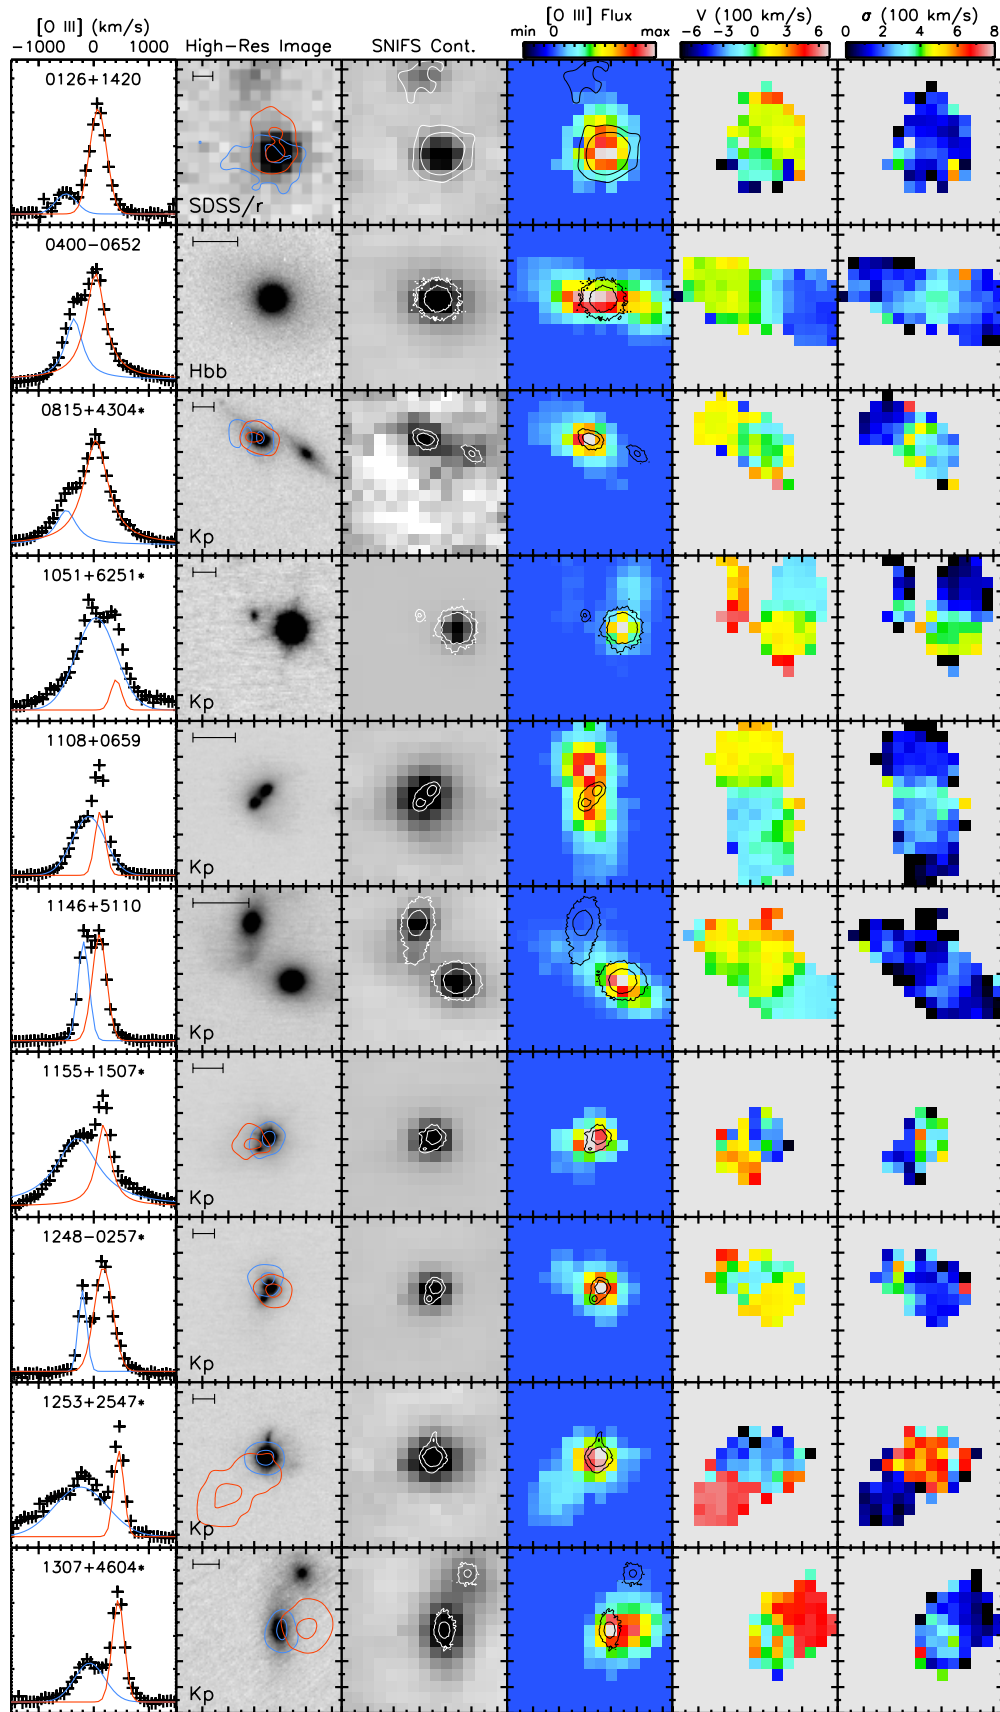 [O III] (km/s)
−1000 0 1000
High-Res Image
SNIFS Cont.
[O III] Flux
min 0 max
V (100 km/s)
−6 −3 0 3 6
σ (100 km/s)
0 2 4 6 8
0126+1420
SDSS/r
0400−0652
Hbb
0815+4304*
Kp
1051+6251*
Kp
1108+0659
Kp
1146+5110
Kp
1155+1507*
Kp
1248−0257*
Kp
1253+2547*
Kp
1307+4604*
Kp